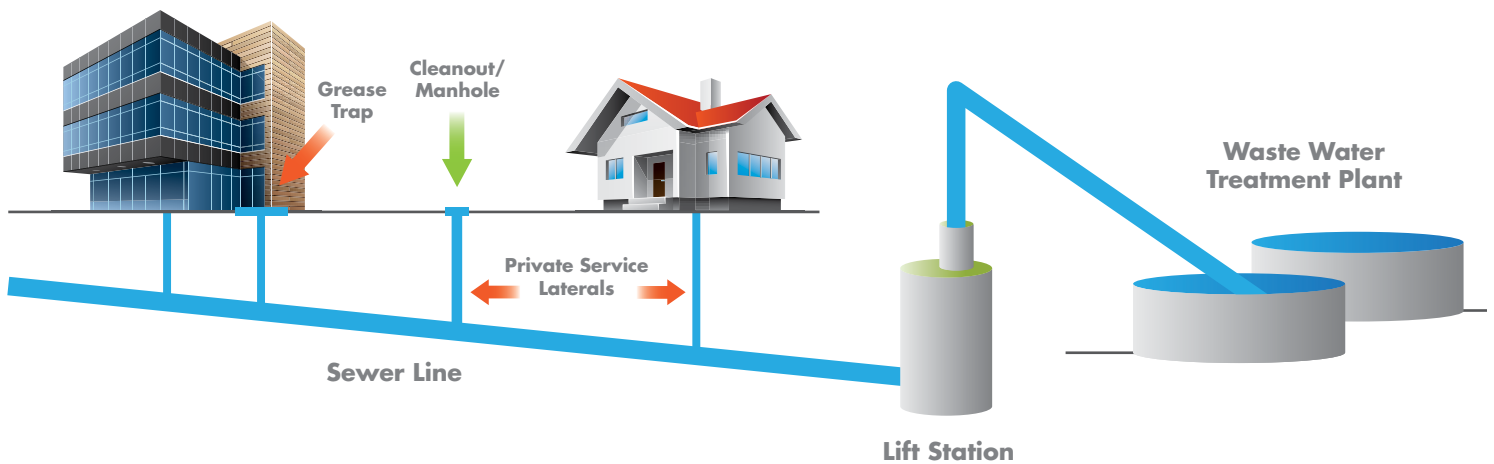 Grease
Trap
Cleanout/
Manhole
Waste Water
Treatment Plant
Private Service
Laterals
Sewer Line
Lift Station